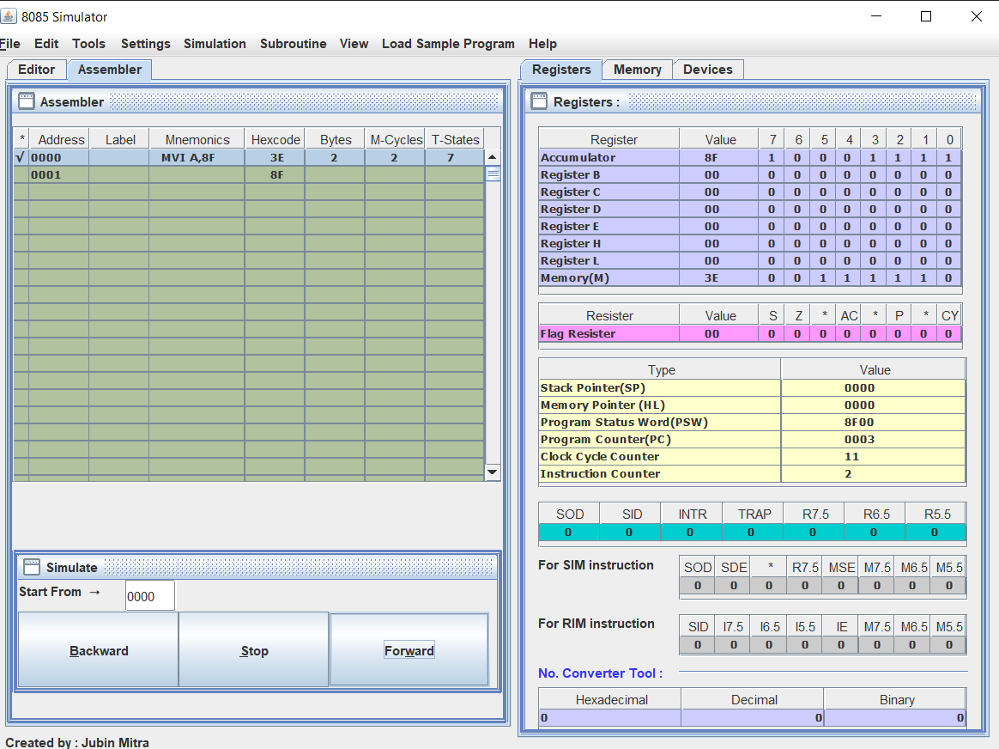 8085 Simulator
File Edit Tools Settings Simulation Subroutine View Load Sample Program Help
Editor Assembler
Assembler
* Address Label Mnemonics Hexcode Bytes M-Cycles T-States
√ 0000 MVI A,8F 3E 2 2 7
0001 8F
Simulate
Start From → 0000
Backward Stop Forward
Created by : Jubin Mitra
Registers Memory Devices
Registers :
Register Value 7 6 5 4 3 2 1 0
Accumulator 8F 1 0 0 0 1 1 1 1
Register B 00 0 0 0 0 0 0 0 0
Register C 00 0 0 0 0 0 0 0 0
Register D 00 0 0 0 0 0 0 0 0
Register E 00 0 0 0 0 0 0 0 0
Register H 00 0 0 0 0 0 0 0 0
Register L 00 0 0 0 0 0 0 0 0
Memory(M) 3E 0 0 1 1 1 1 1 0
Resister Value S Z * AC * P * CY
Flag Resister 00 0 0 0 0 0 0 0 0
Type Value
Stack Pointer(SP) 0000
Memory Pointer (HL) 0000
Program Status Word(PSW) 8F00
Program Counter(PC) 0003
Clock Cycle Counter 11
Instruction Counter 2
SOD SID INTR TRAP R7.5 R6.5 R5.5
0 0 0 0 0 0 0
For SIM instruction SOD SDE * R7.5 MSE M7.5 M6.5 M5.5
0 0 0 0 0 0 0 0
For RIM instruction SID I7.5 I6.5 I5.5 IE M7.5 M6.5 M5.5
0 0 0 0 0 0 0 0
No. Converter Tool :
Hexadecimal Decimal Binary
0 0 0